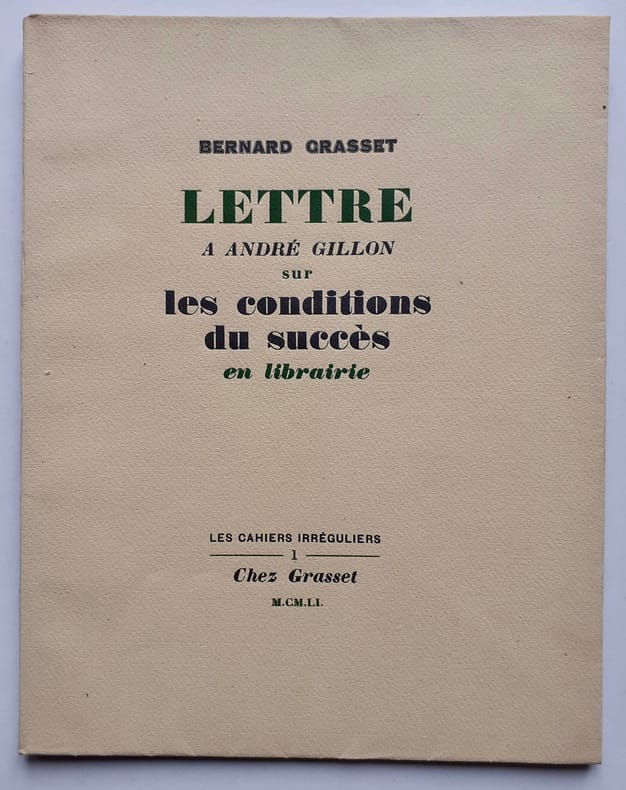 BERNARD GRASSET
LETTRE
A ANDRÉ GILLON
sur
les conditions
du succès
en librairie
LES CAHIERS IRRÉGULIERS
1
Chez Grasset
M.CM.LI.